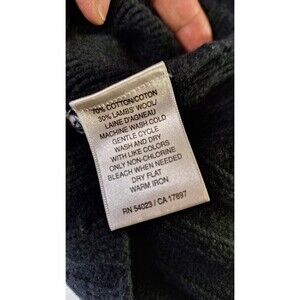 70% COTTON/COTON
30% LAMBS' WOOL/
LAINE D'AGNEAU
MACHINE WASH COLD
GENTLE CYCLE
WASH AND DRY
WITH LIKE COLORS
ONLY NON-CHLORINE
BLEACH WHEN NEEDED
DRY FLAT
WARM IRON
RN 54023 / CA 17897